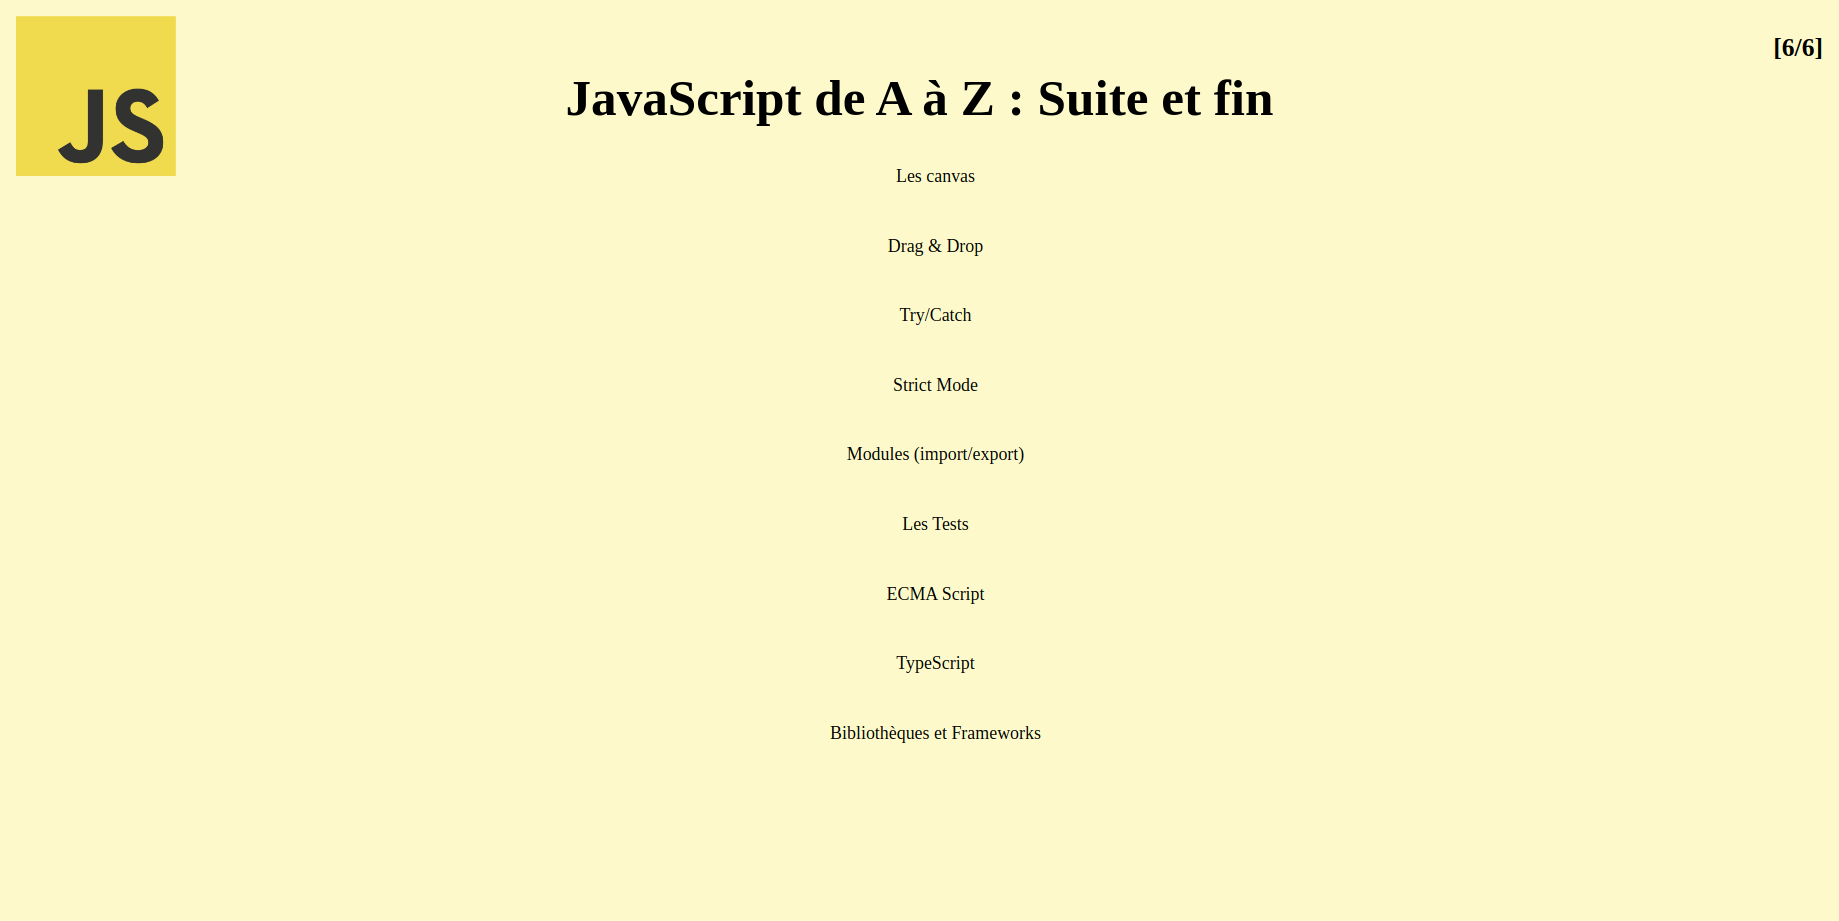 JS
[6/6]
JavaScript de A à Z : Suite et fin
Les canvas
Drag & Drop
Try/Catch
Strict Mode
Modules (import/export)
Les Tests
ECMA Script
TypeScript
Bibliothèques et Frameworks